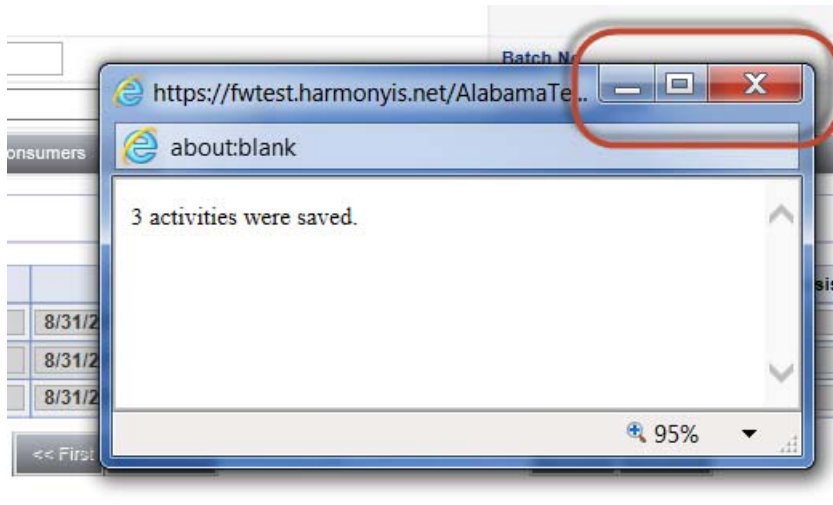 Batch
https://fwtest.harmonyis.net/AlabamaTe...
about:blank
onsumers
3 activities were saved.
sis
8/31/2
8/31/2
8/31/2
<< First
95%